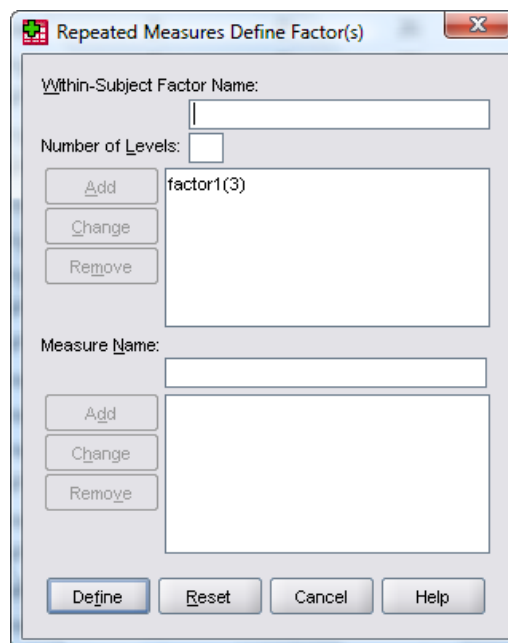 Repeated Measures Define Factor(s)
Within-Subject Factor Name:
Number of Levels:
Add
factor1(3)
Change
Remove
Measure Name:
Add
Change
Remove
Define Reset Cancel Help